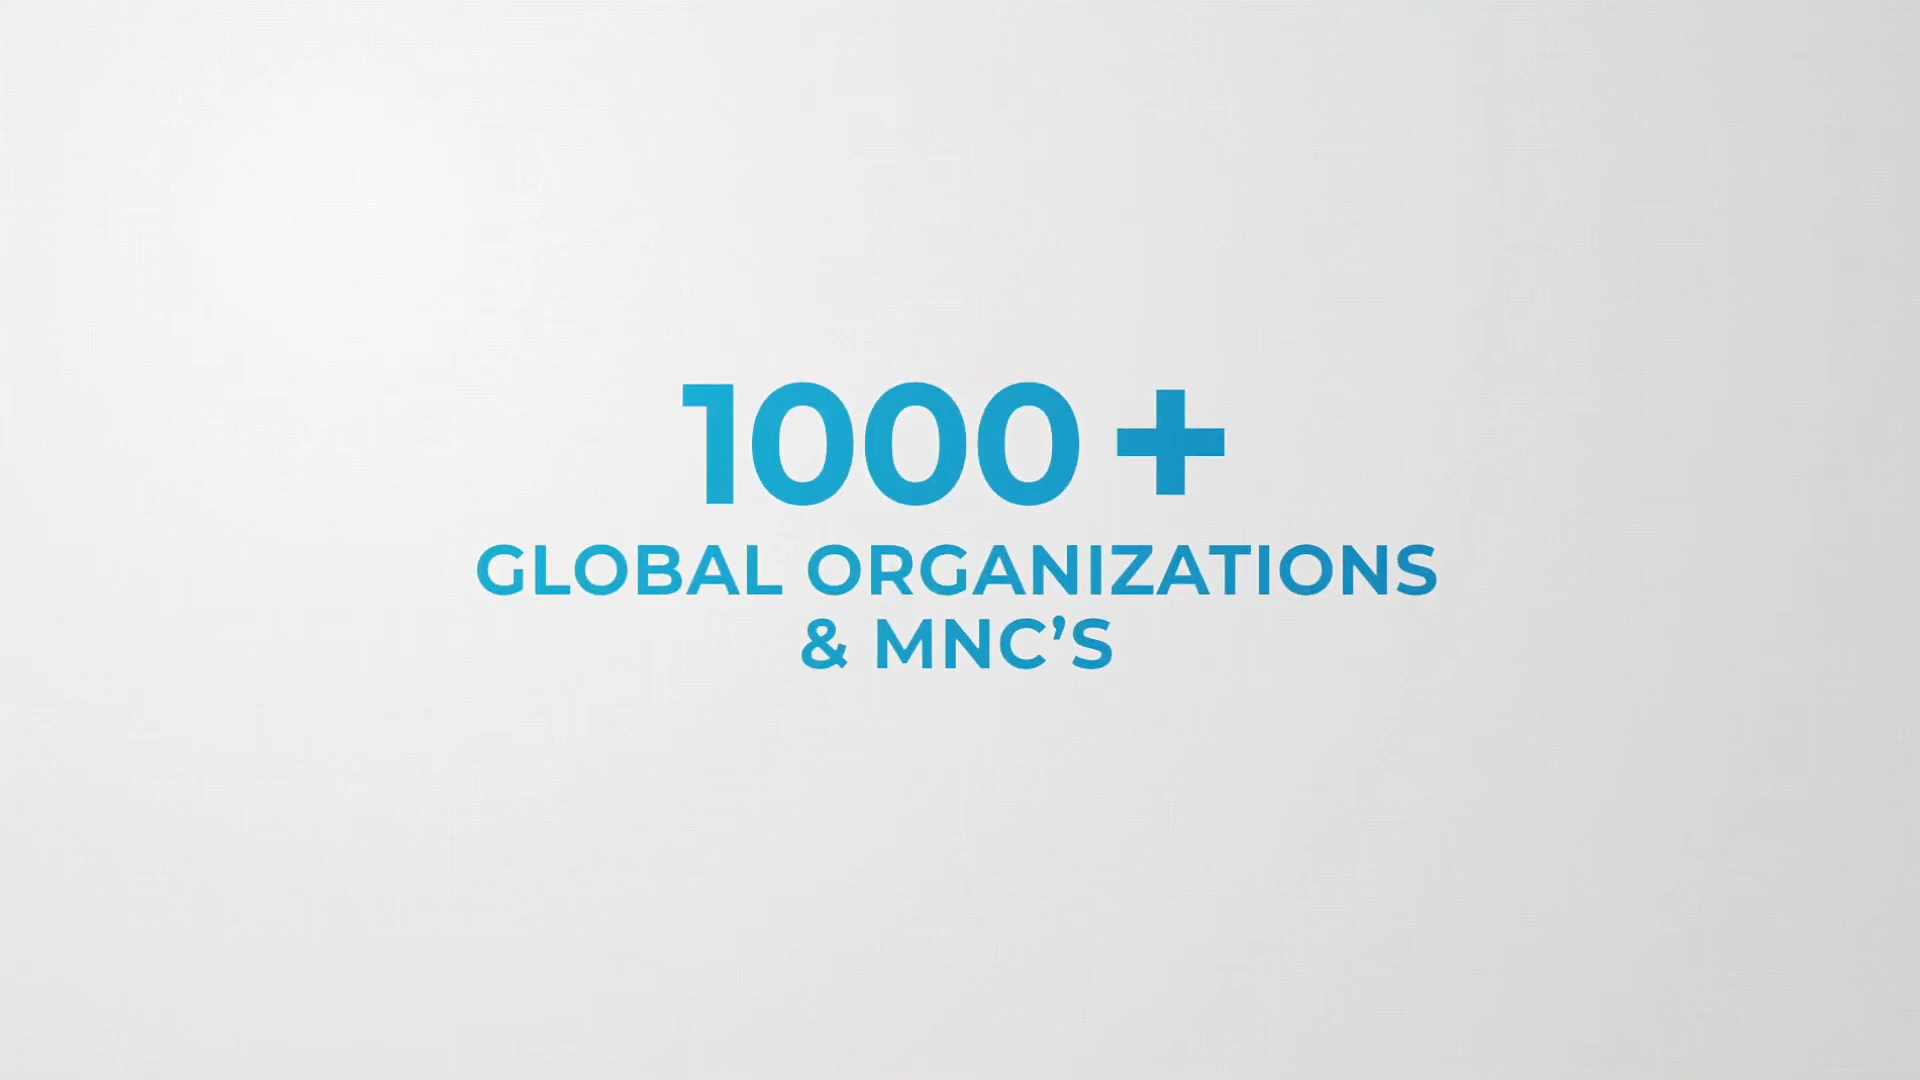 1000 +
GLOBAL ORGANIZATIONS
& MNC’S